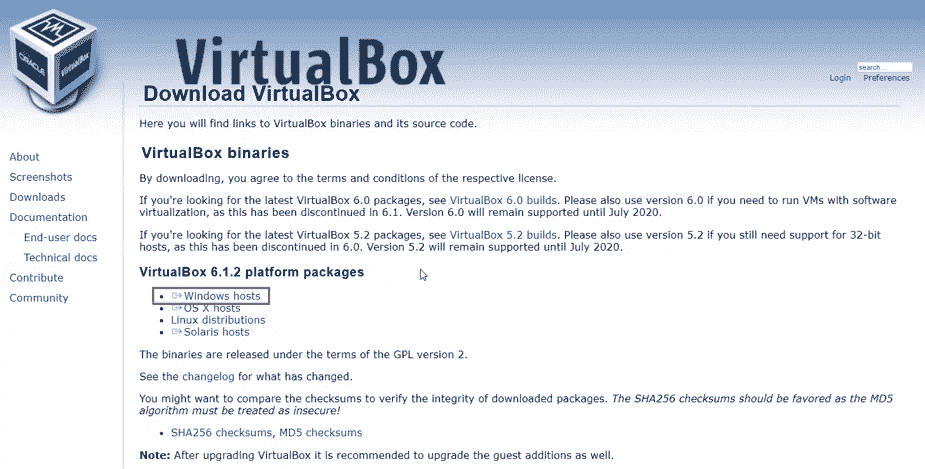 ORACLE
VirtualBox
VirtualBox
search...
Login Preferences
Download VirtualBox
Here you will find links to VirtualBox binaries and its source code.
About
Screenshots
Downloads
Documentation
End-user docs
Technical docs
Contribute
Community
VirtualBox binaries
By downloading, you agree to the terms and conditions of the respective license.
If you're looking for the latest VirtualBox 6.0 packages, see VirtualBox 6.0 builds. Please also use version 6.0 if you need to run VMs with software
virtualization, as this has been discontinued in 6.1. Version 6.0 will remain supported until July 2020.
If you're looking for the latest VirtualBox 5.2 packages, see VirtualBox 5.2 builds. Please also use version 5.2 if you still need support for 32-bit
hosts, as this has been discontinued in 6.0. Version 5.2 will remain supported until July 2020.
VirtualBox 6.1.2 platform packages
• Windows hosts
• OS X hosts
• Linux distributions
• Solaris hosts
The binaries are released under the terms of the GPL version 2.
See the changelog for what has changed.
You might want to compare the checksums to verify the integrity of downloaded packages. The SHA256 checksums should be favored as the MD5
algorithm must be treated as insecure!
• SHA256 checksums, MD5 checksums
Note: After upgrading VirtualBox it is recommended to upgrade the guest additions as well.